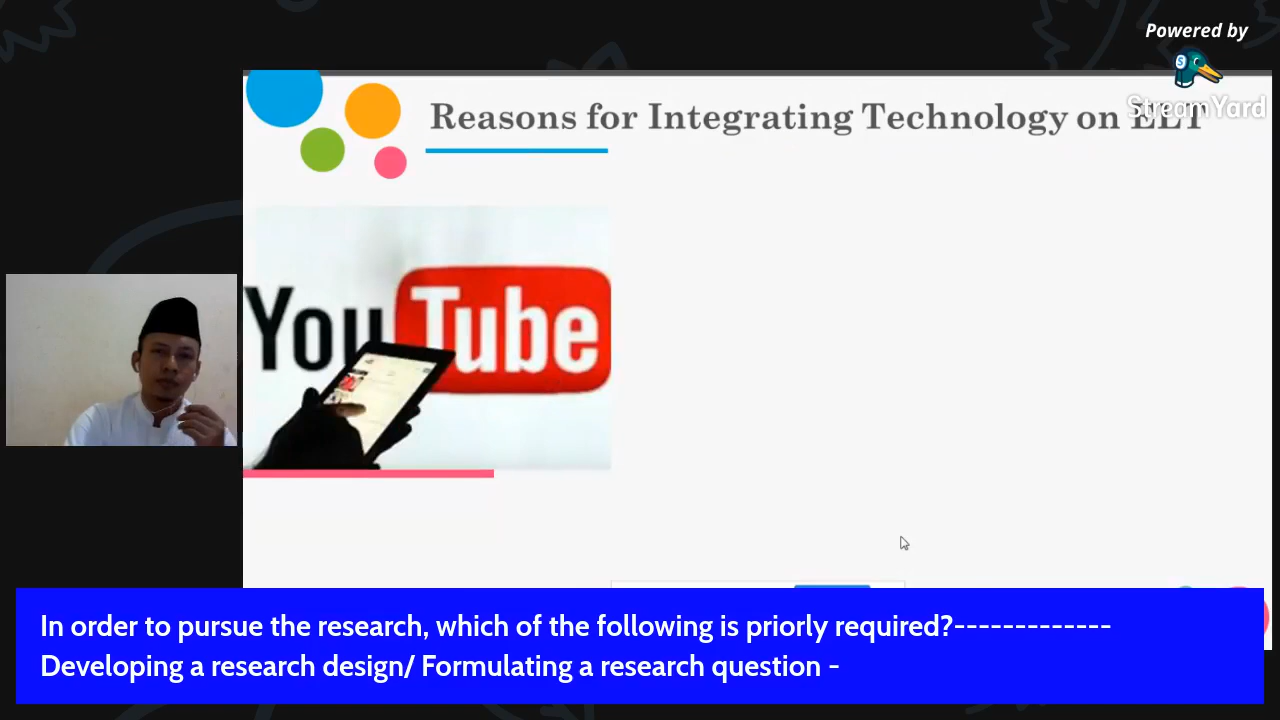 Powered by
StreamYard
Reasons for Integrating Technology on ELT
YouTube
In order to pursue the research, which of the following is priorly required?-------------
Developing a research design/ Formulating a research question -